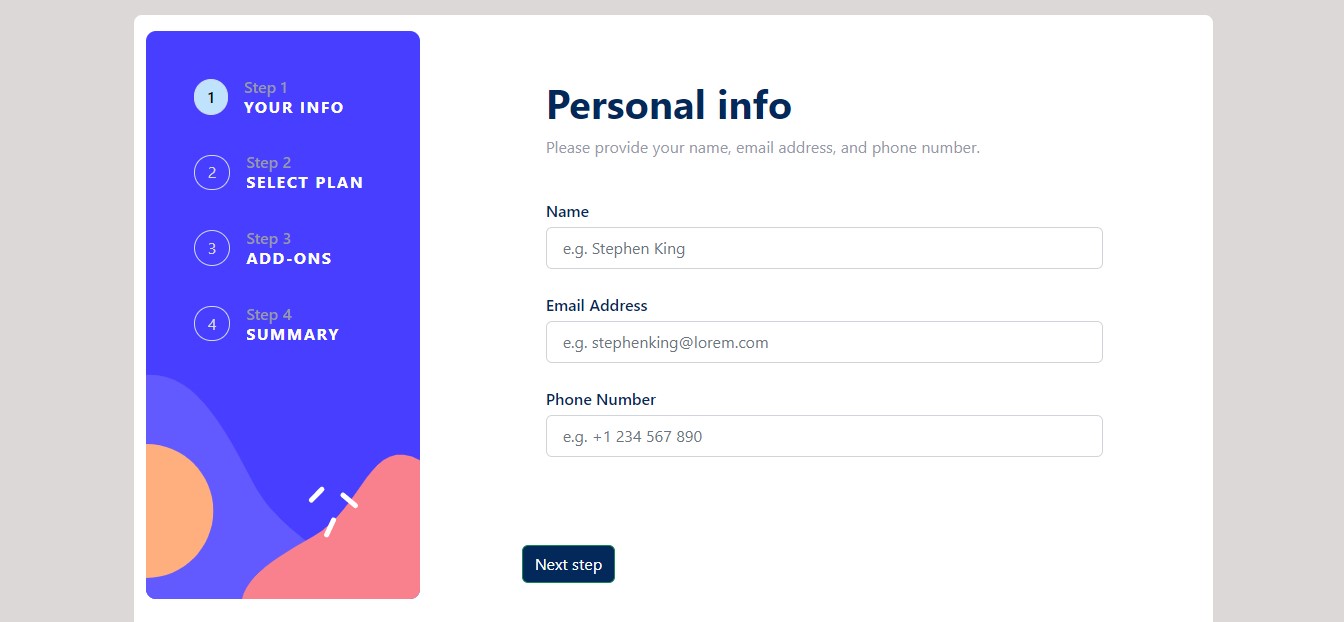 1
Step 1
YOUR INFO
2
Step 2
SELECT PLAN
3
Step 3
ADD-ONS
4
Step 4
SUMMARY
Personal info
Please provide your name, email address, and phone number.
Name
e.g. Stephen King
Email Address
e.g. stephenking@lorem.com
Phone Number
e.g. +1 234 567 890
Next step